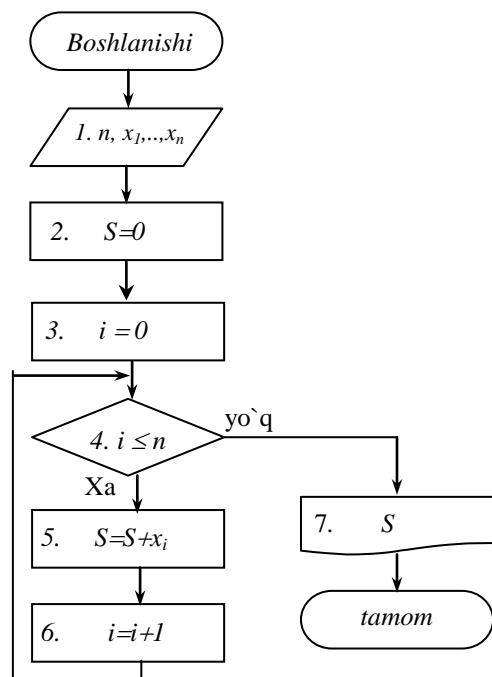 Boshlanishi
1. n, x₁,..,xₙ
2. S=0
3. i = 0
4. i ≤ n
yo`q
Xa
5. S=S+xᵢ
7. S
6. i=i+1
tamom